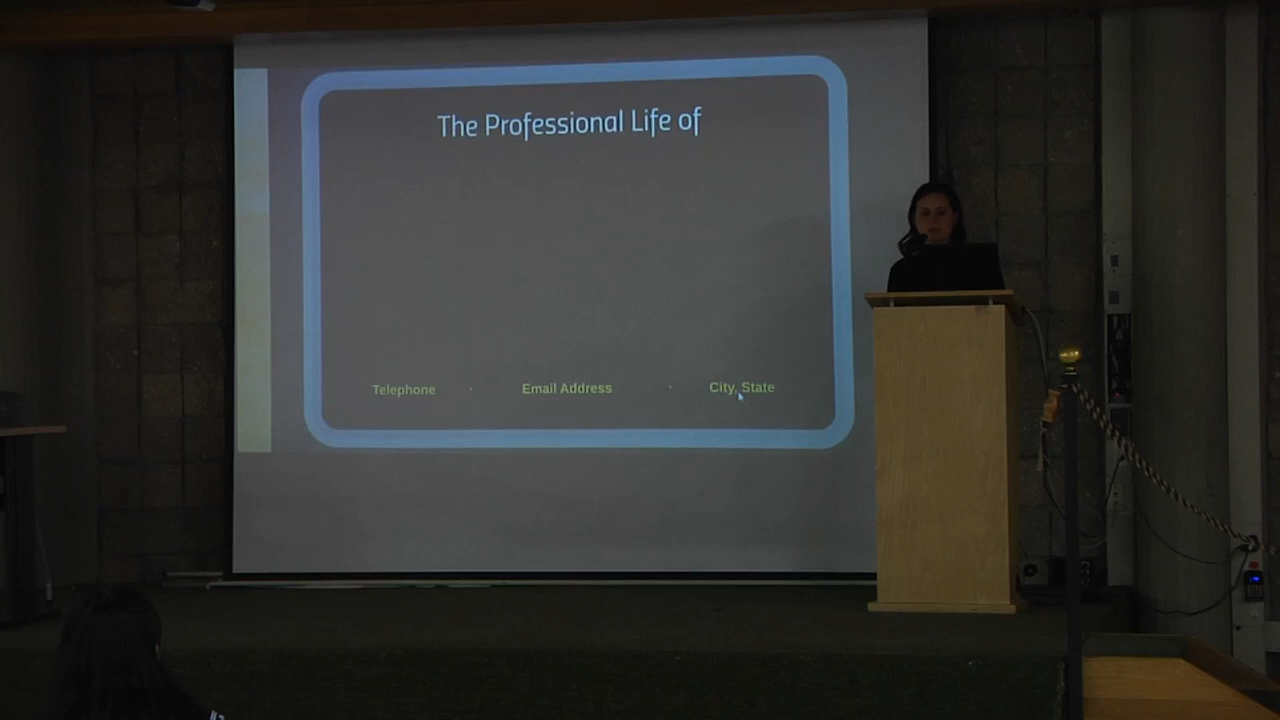 The Professional Life of
Telephone · Email Address · City, State